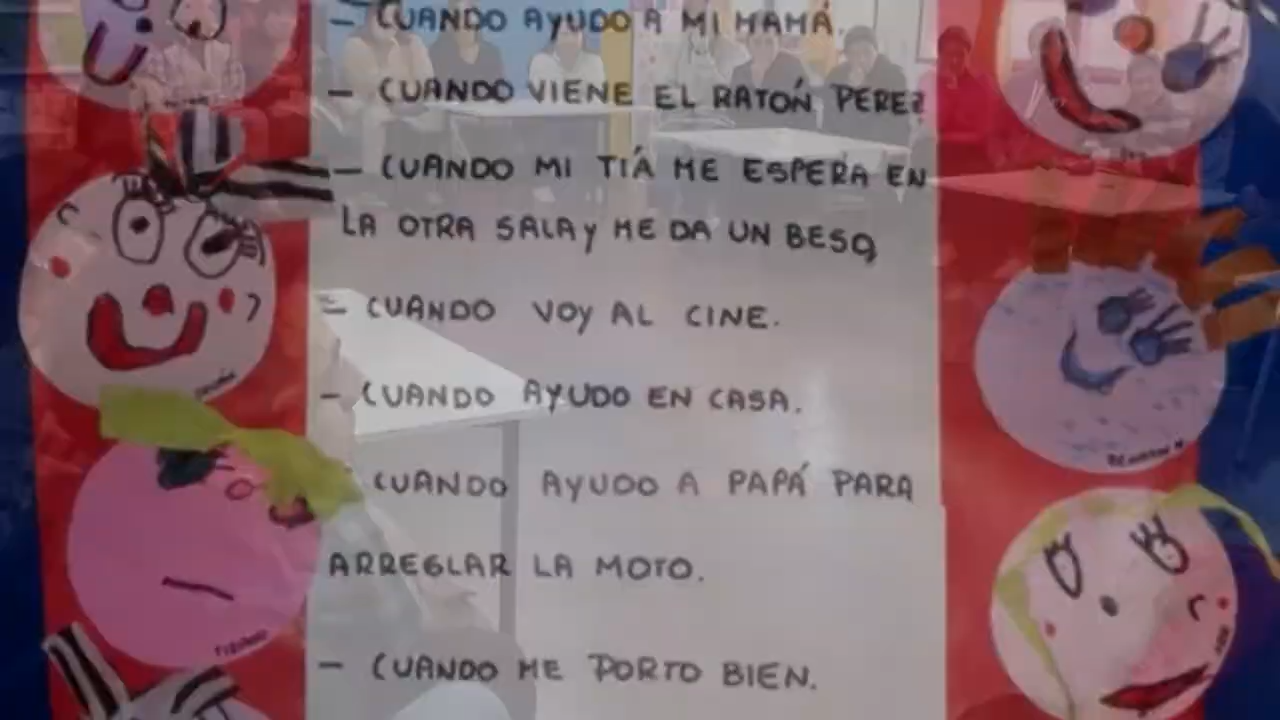 - CUANDO AYUDO A MI MAMÁ.
- CUANDO VIENE EL RATÓN PEREZ
- CUANDO MI TIÁ ME ESPERA EN
LA OTRA SALA Y ME DA UN BESO,
- CUANDO VOY AL CINE.
- CUANDO AYUDO EN CASA.
CUANDO AYUDO A PAPÁ PARA
ARREGLAR LA MOTO.
- CUANDO ME PORTO BIEN.